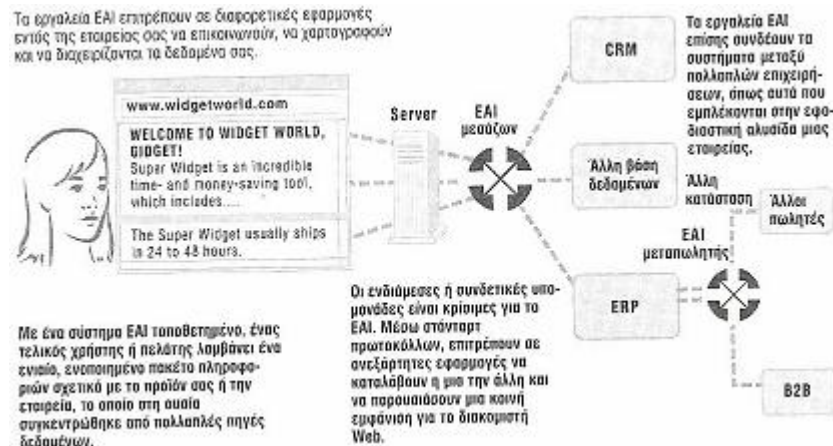 Τα εργαλεία EAI επιτρέπουν σε διαφορετικές εφαρμογές
εντός της εταιρείας σας να επικοινωνούν, να χαρτογραφούν
και να διαχειρίζονται τα δεδομένα σας.
www.widgetworld.com
WELCOME TO WIDGET WORLD,
GIDGET!
Super Widget is an incredible
time- and money-saving tool,
which includes.....
The Super Widget usually ships
in 24 to 48 hours.
Server
EAI
μεσάζων
CRM
Άλλη βάση
δεδομένων
ERP
Τα εργαλεία EAI
επίσης συνδέουν τα
συστήματα μεταξύ
πολλαπλών επιχειρή-
σεων, όπως αυτά που
εμπλέκονται στην εφο-
διαστική αλυσίδα μιας
εταιρείας.
Άλλη
κατάσταση
Άλλοι
πωλητές
EAI
μεταπωλητής
B2B
Με ένα σύστημα EAI τοποθετημένο, ένας
τελικός χρήστης ή πελάτης λαμβάνει ένα
ενιαίο, ενοποιημένο πακέτο πληροφο-
ριών σχετικά με το προϊόν σας ή την
εταιρεία, το οποίο στη ουσία
συγκεντρώθηκε από πολλαπλές πηγές
δεδομένων.
Οι ενδιάμεσες ή συνδετικές υπο-
μονάδες είναι κρίσιμες για το
EAI. Μέσω στάνταρτ
πρωτοκόλλων, επιτρέπουν σε
ανεξάρτητες εφαρμογές να
καταλάβουν η μια την άλλη και
να παρουσιάσουν μια κοινή
εμφάνιση για το διακομιστή
Web.